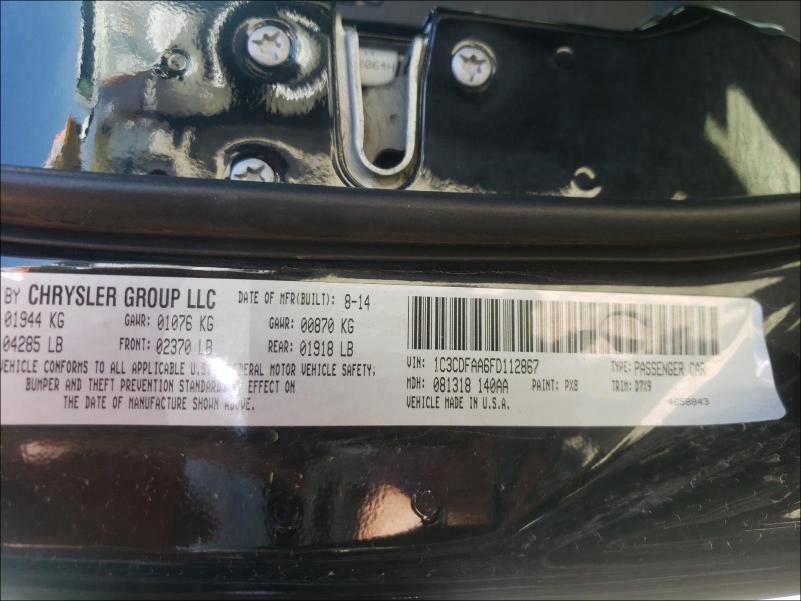 2064H
BY CHRYSLER GROUP LLC DATE OF MFR(BUILT): 8-14
01944 KG GAWR: 01076 KG GAWR: 00870 KG
04285 LB FRONT: 02370 LB REAR: 01918 LB
VEHICLE CONFORMS TO ALL APPLICABLE U.S. FEDERAL MOTOR VEHICLE SAFETY,
BUMPER AND THEFT PREVENTION STANDARDS EFFECT ON
THE DATE OF MANUFACTURE SHOWN ABOVE.
VIN: 1C3CDFAA6FD112867 TYPE: PASSENGER CAR
MDH: 081318 140AA PAINT: PX8 TRIM: D7X9
VEHICLE MADE IN U.S.A. 4658843